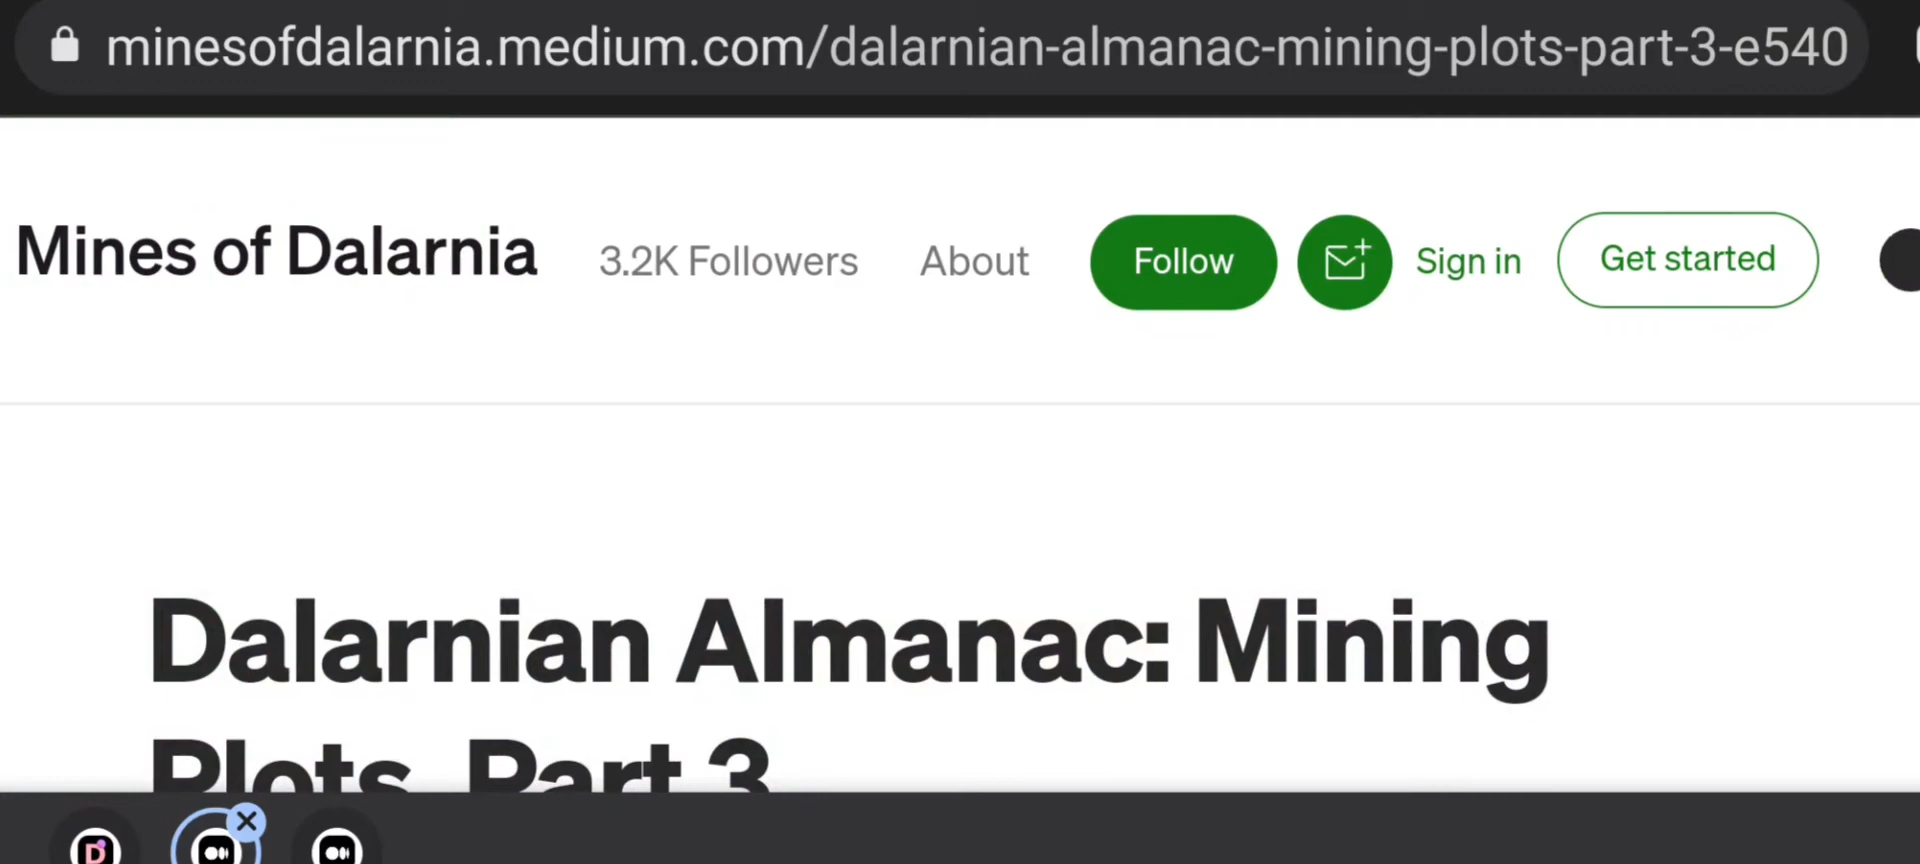 minesofdalarnia.medium.com/dalarnian-almanac-mining-plots-part-3-e540
Mines of Dalarnia 3.2K Followers About Follow Sign in Get started
Dalarnian Almanac: Mining
Plots, Part 3